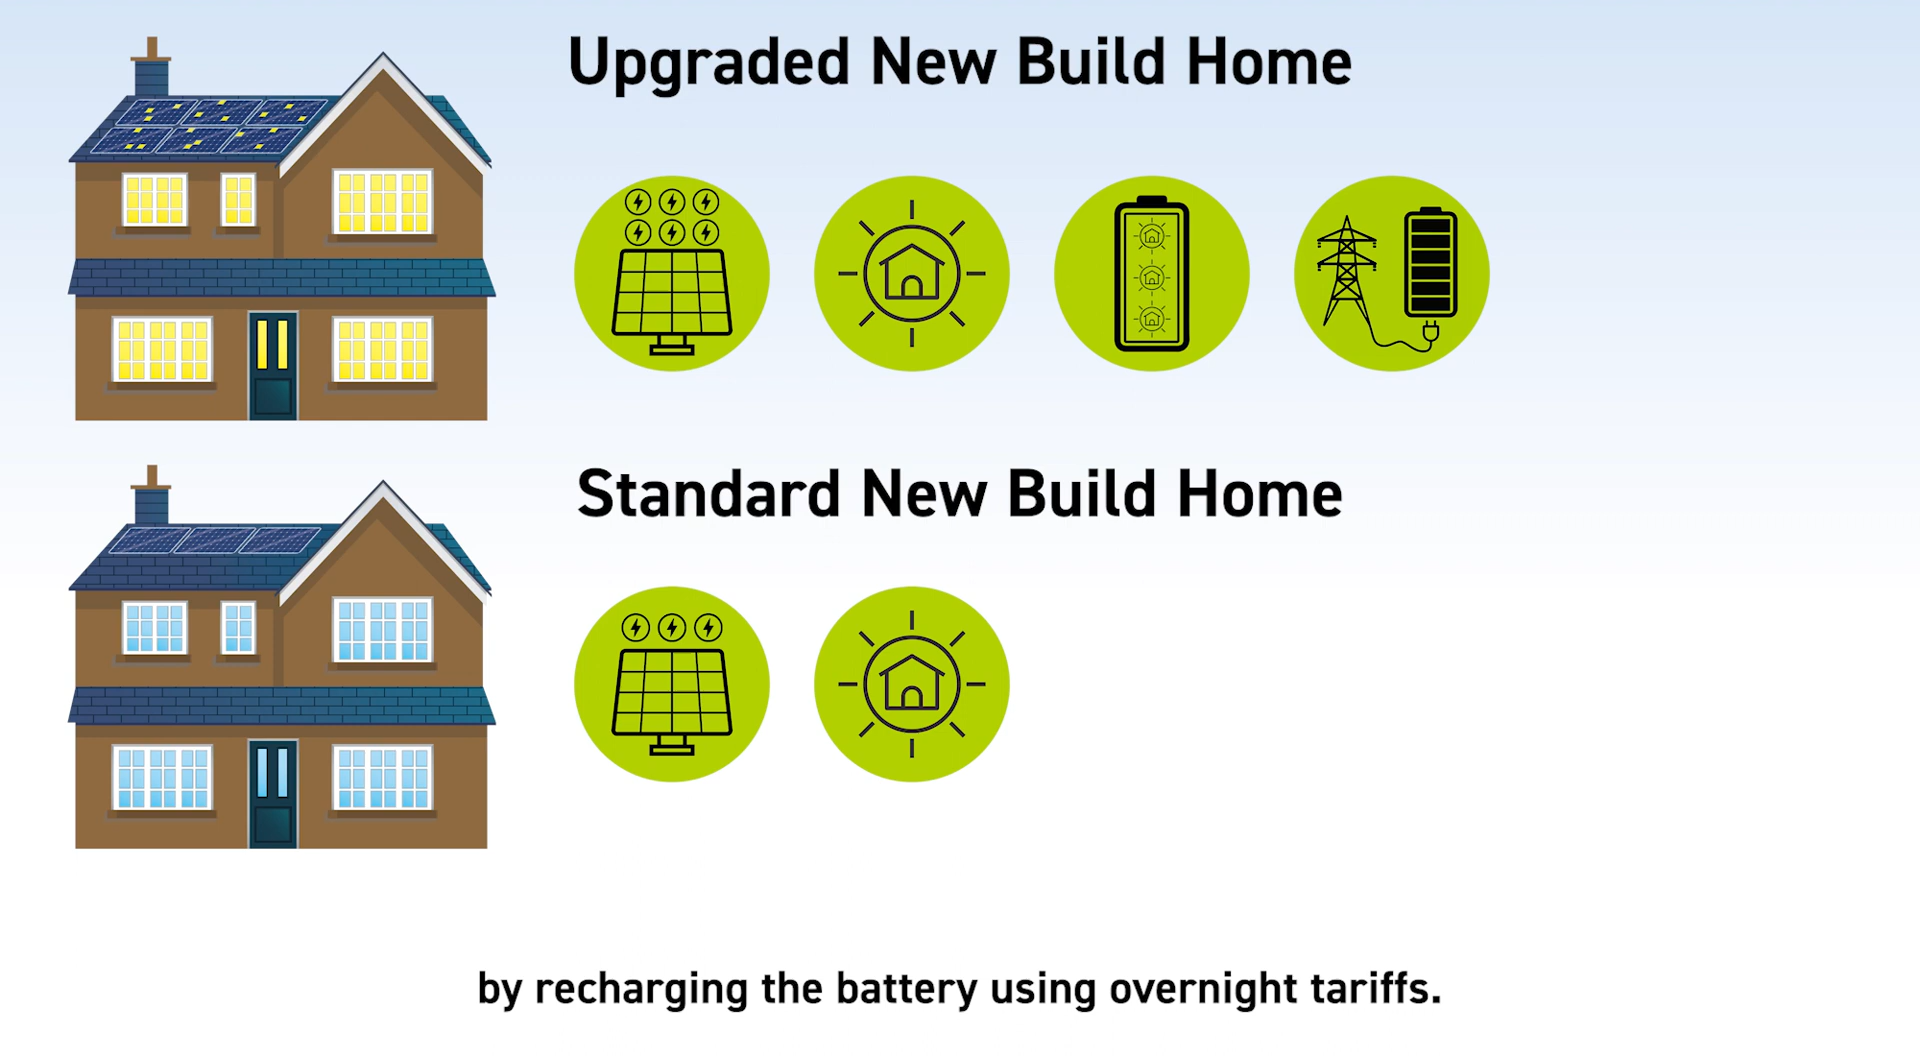 Upgraded New Build Home
Standard New Build Home
by recharging the battery using overnight tariffs.